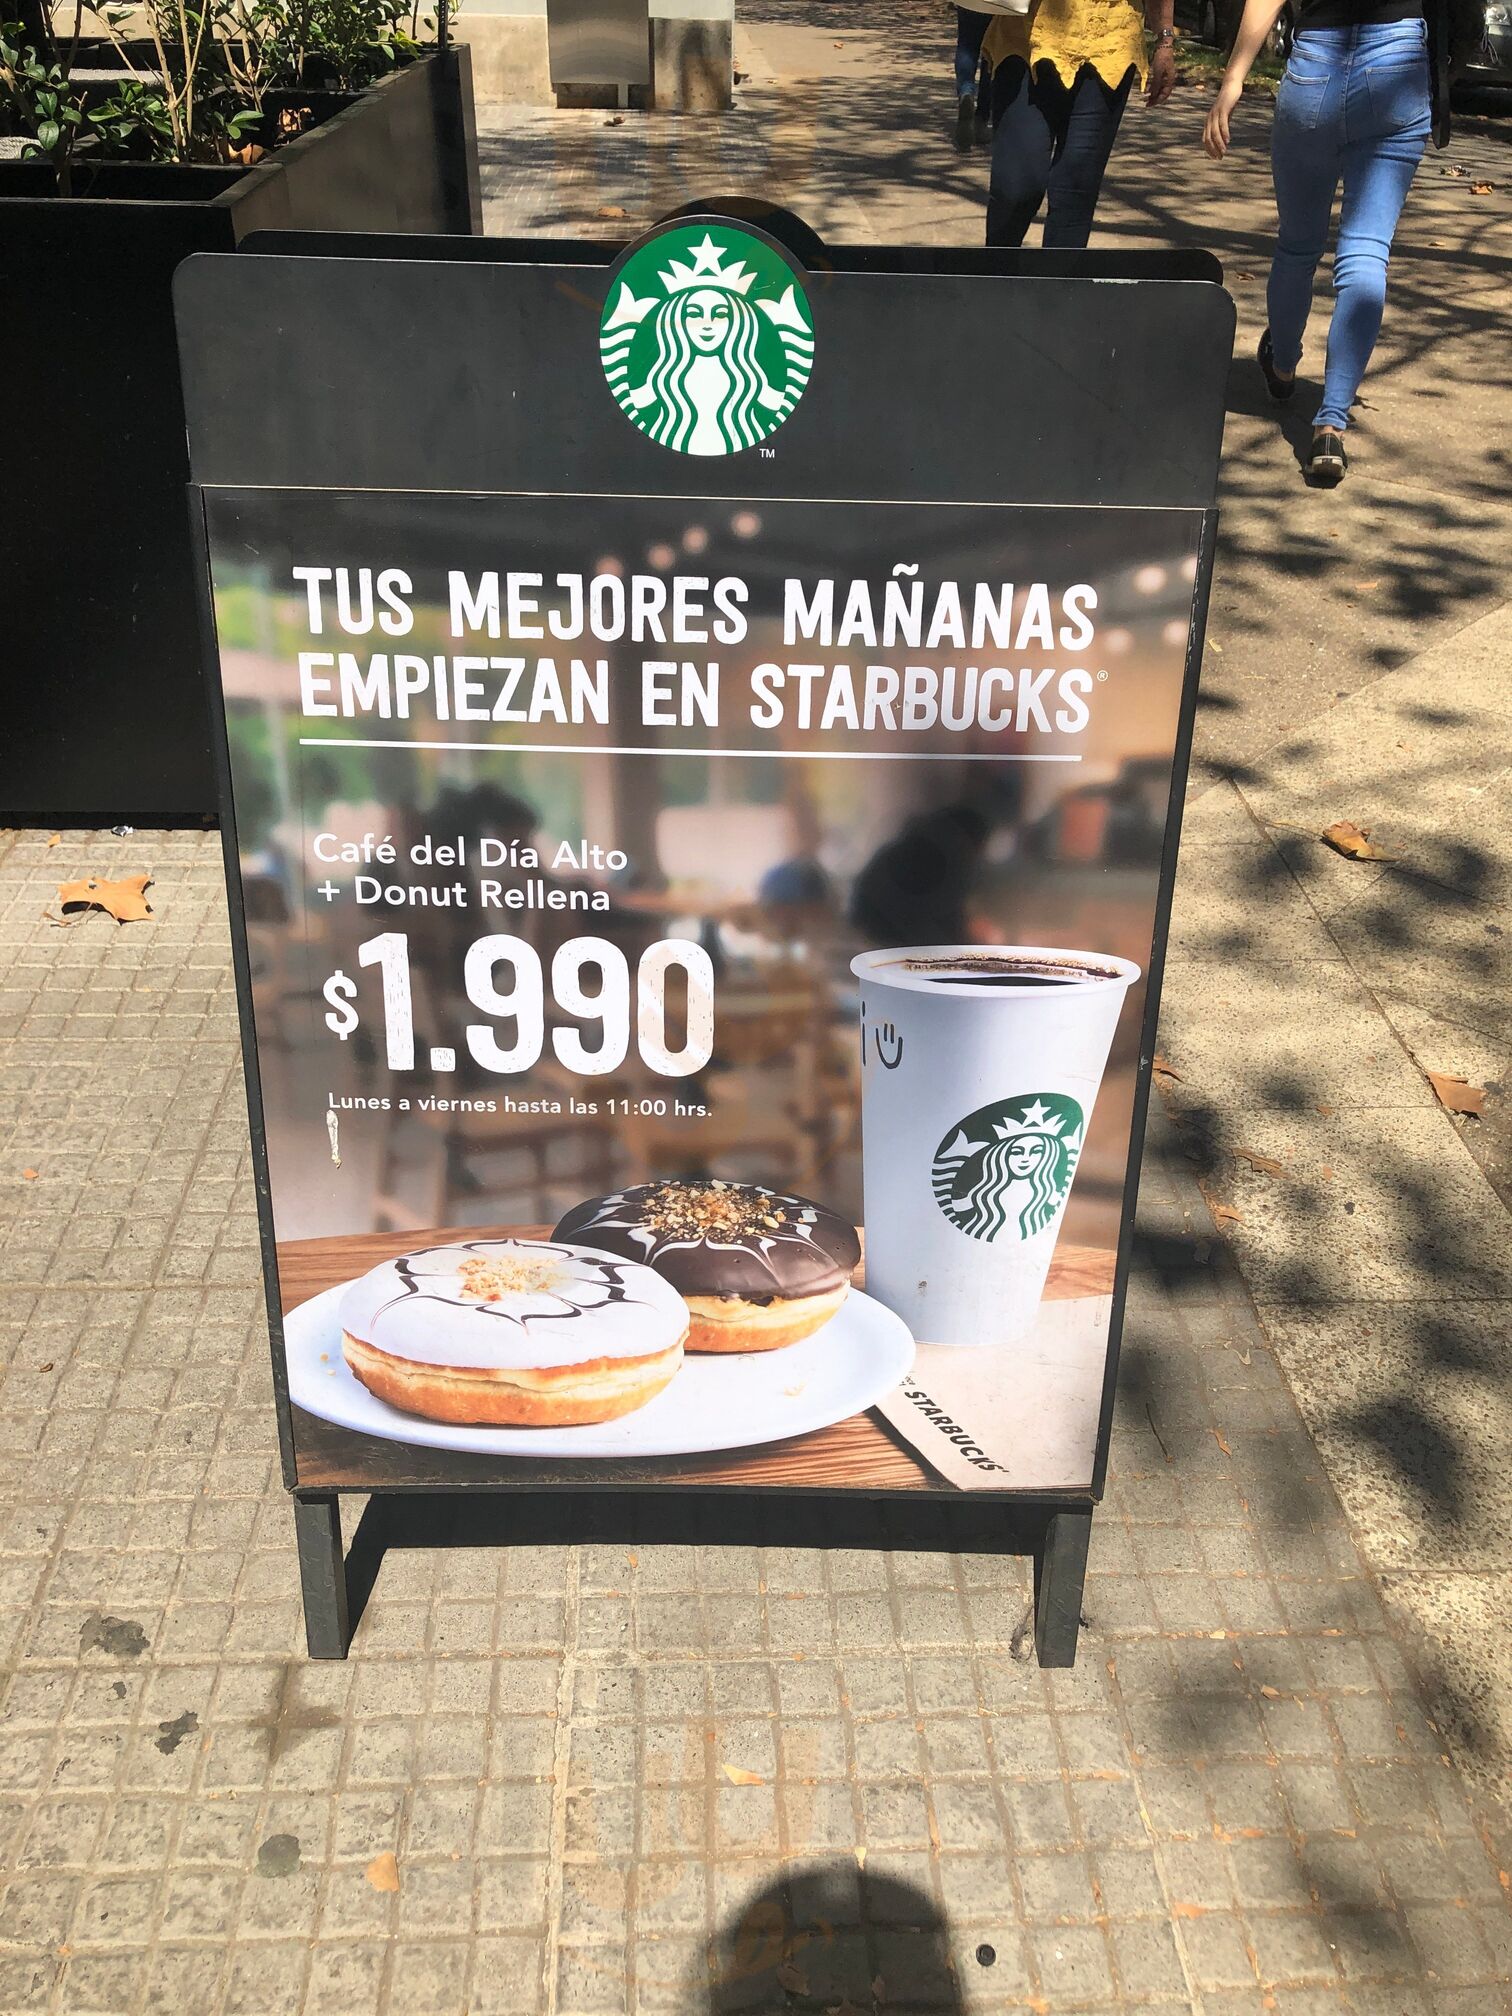 TM
TUS MEJORES MAÑANAS
EMPIEZAN EN STARBUCKS®
Café del Día Alto
+ Donut Rellena
$1.990
Lunes a viernes hasta las 11:00 hrs.
STARBUCKS®